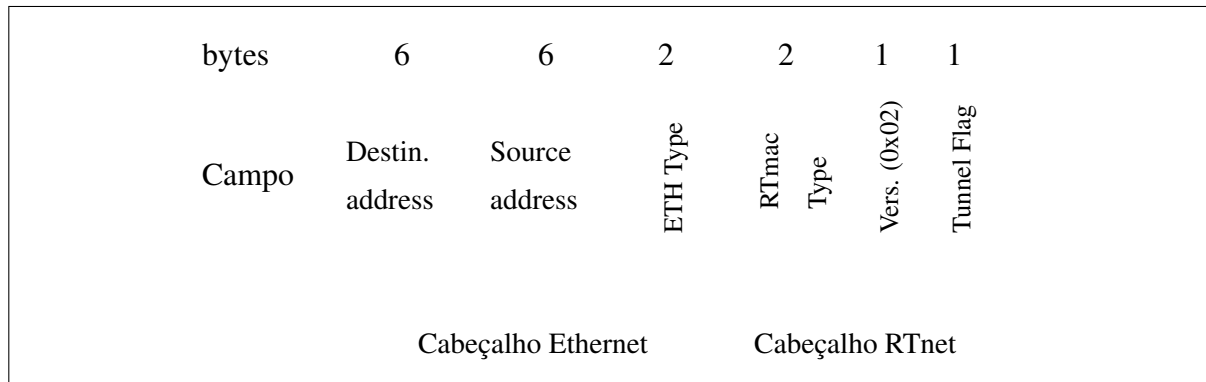 bytes 6 6 2 2 1 1
Campo
Destin.
address
Source
address
ETH Type
RTmac
Type
Vers. (0x02)
Tunnel Flag
Cabeçalho Ethernet Cabeçalho RTnet